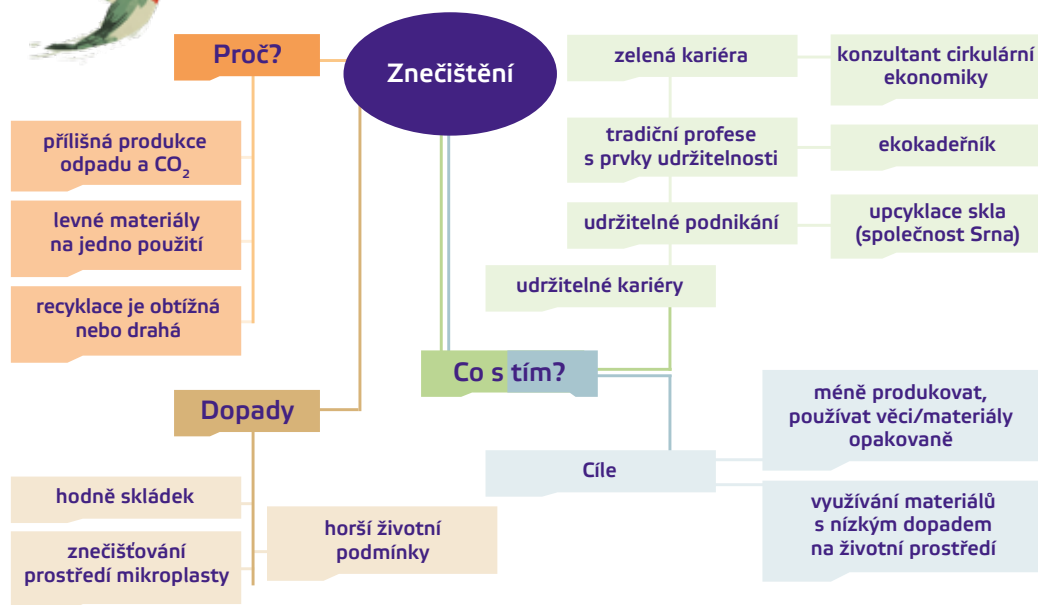 Znečištění
Proč?
přílišná produkce
odpadu a CO₂
levné materiály
na jedno použití
recyklace je obtížná
nebo drahá
Dopady
hodně skládek
znečišťování
prostředí mikroplasty
horší životní
podmínky
Co s tím?
zelená kariéra
konzultant cirkulární
ekonomiky
tradiční profese
s prvky udržitelnosti
ekokadeřník
udržitelné podnikání
upcyklace skla
(společnost Srna)
udržitelné kariéry
Cíle
méně produkovat,
používat věci/materiály
opakovaně
využívání materiálů
s nízkým dopadem
na životní prostředí